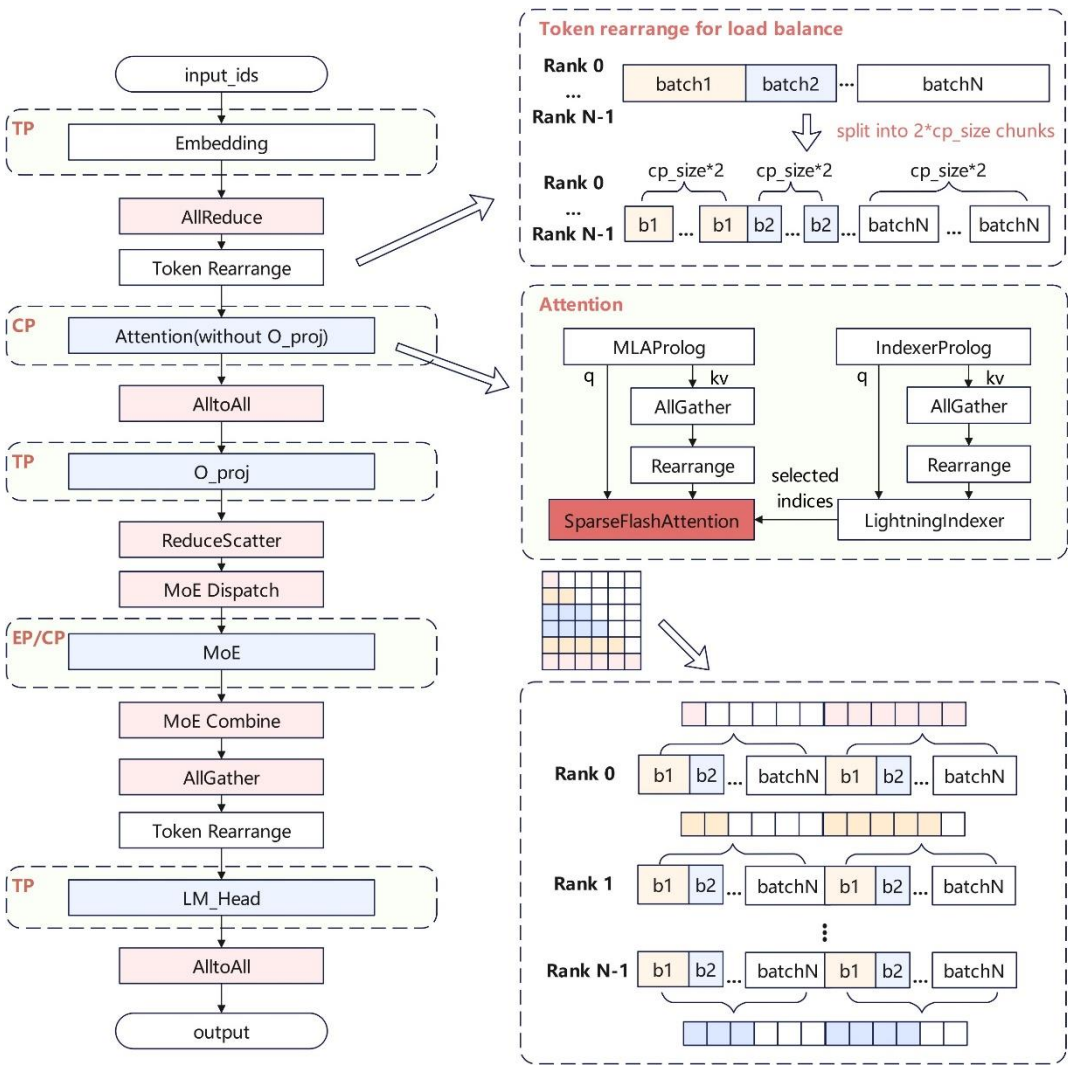 input_ids
TP
Embedding
AllReduce
Token Rearrange
CP
Attention(without O_proj)
AlltoAll
TP
O_proj
ReduceScatter
MoE Dispatch
EP/CP
MoE
MoE Combine
AllGather
Token Rearrange
TP
LM_Head
AlltoAll
output
Token rearrange for load balance
Rank 0
...
Rank N-1
batch1 batch2 ... batchN
split into 2*cp_size chunks
cp_size*2 cp_size*2 cp_size*2
Rank 0
...
Rank N-1
b1 ... b1 b2 ... b2 ... batchN ... batchN
Attention
MLAProlog IndexerProlog
q kv q kv
AllGather AllGather
Rearrange Rearrange
selected
indices
SparseFlashAttention LightningIndexer
Rank 0 b1 b2 ... batchN b1 b2 ... batchN
Rank 1 b1 b2 ... batchN b1 b2 ... batchN
...
Rank N-1 b1 b2 ... batchN b1 b2 ... batchN